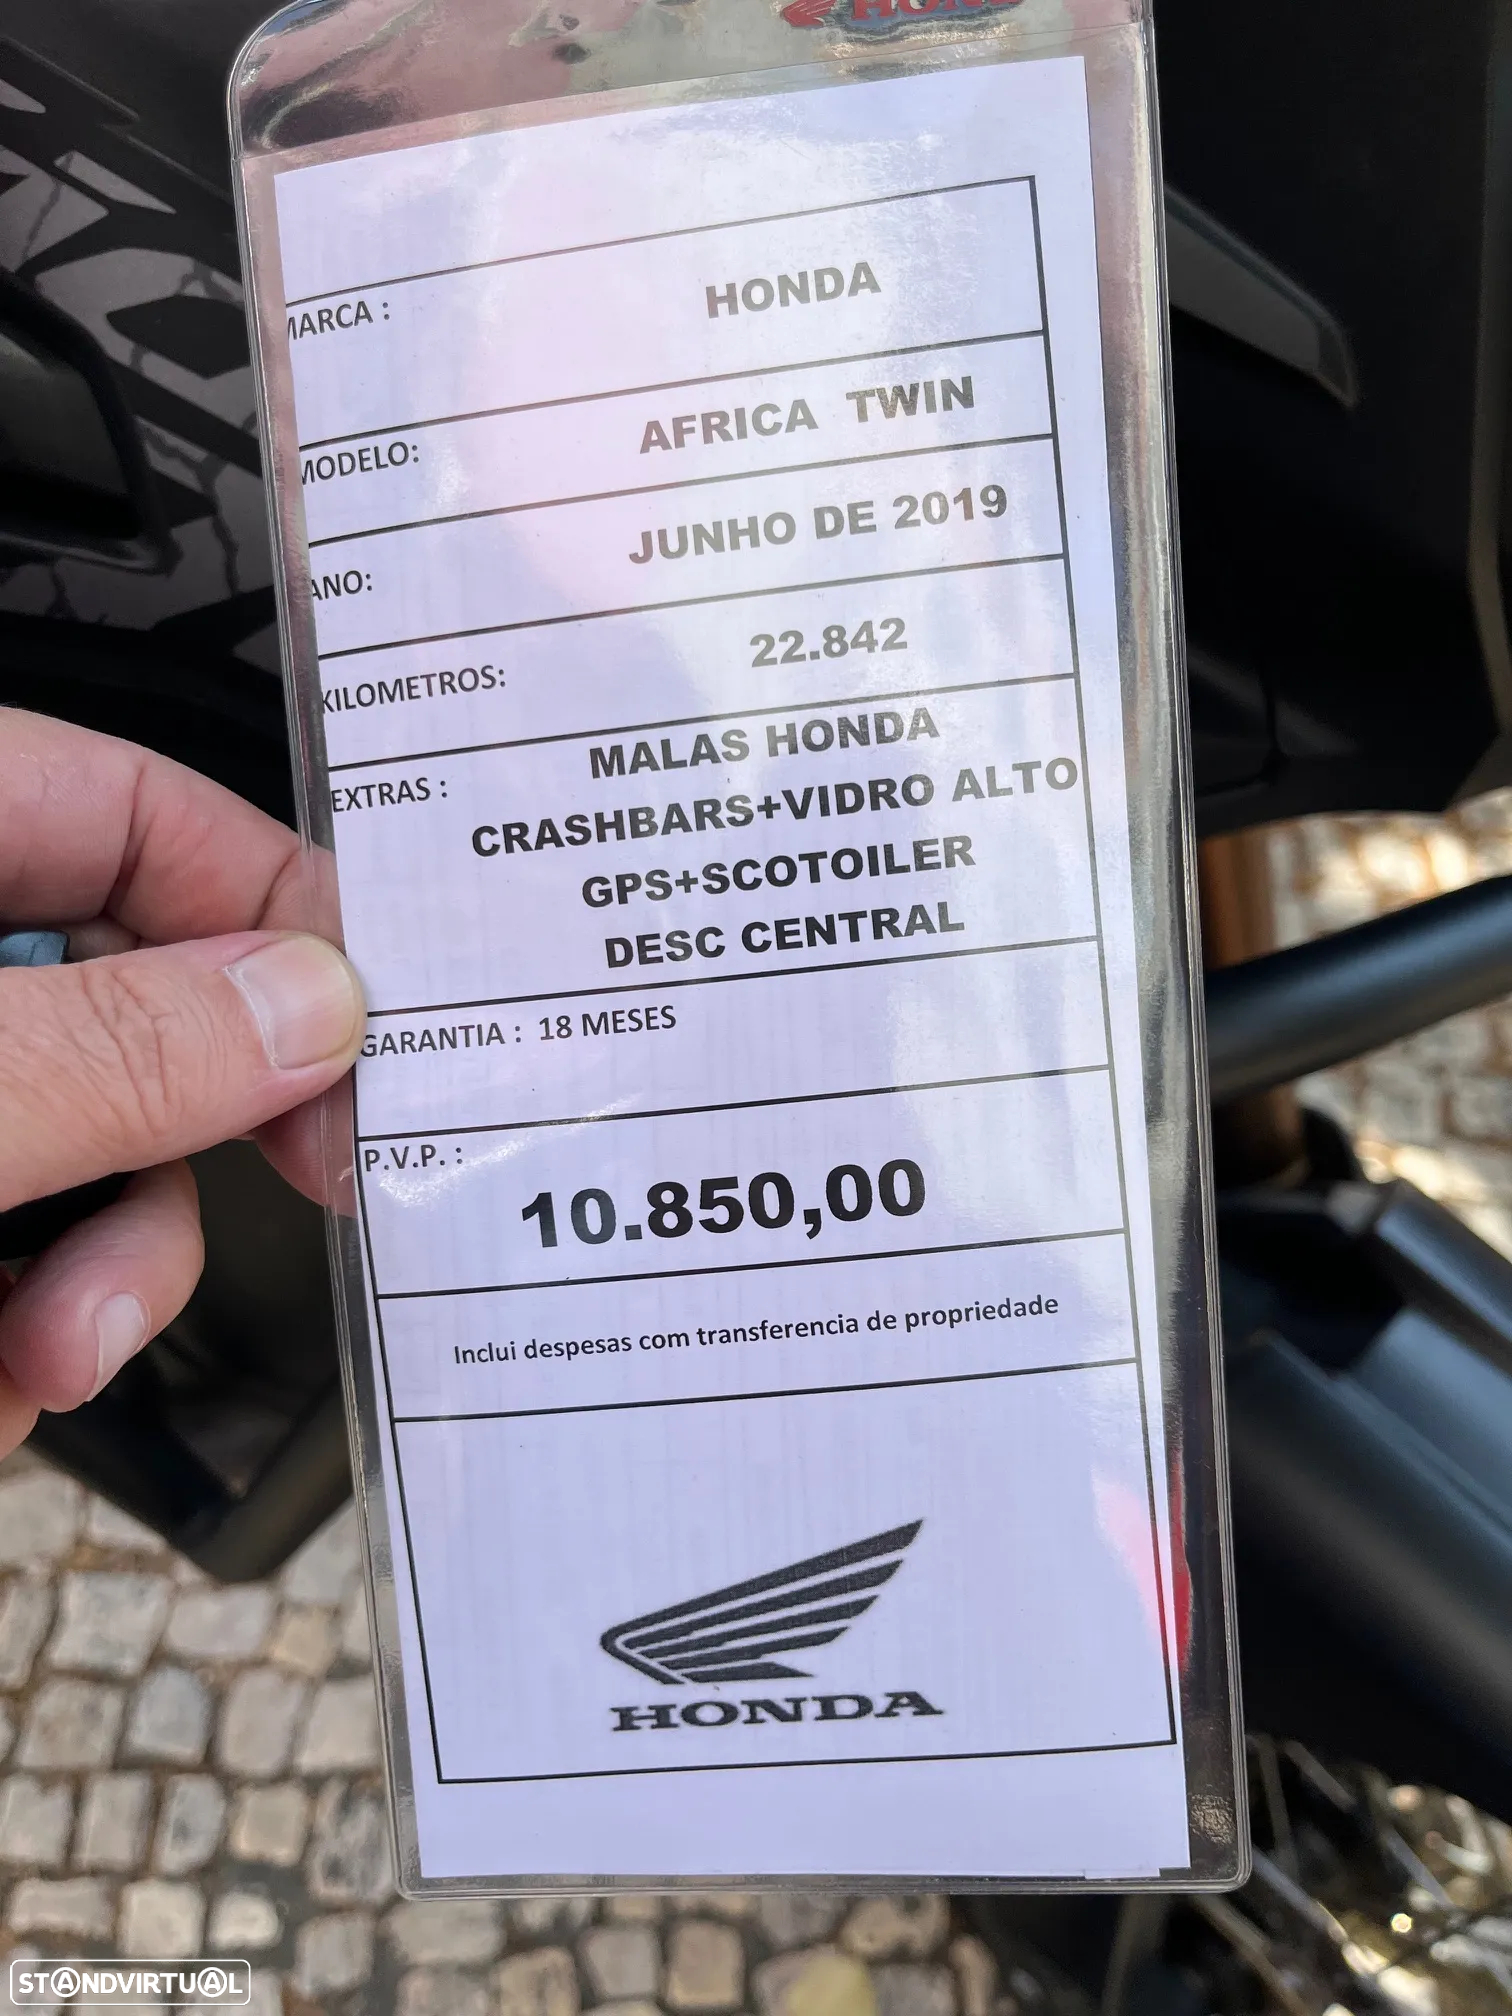 HOND
MARCA : HONDA
MODELO: AFRICA TWIN
ANO: JUNHO DE 2019
KILOMETROS: 22.842
EXTRAS : MALAS HONDA
CRASHBARS+VIDRO ALTO
GPS+SCOTOILER
DESC CENTRAL
GARANTIA : 18 MESES
P.V.P. :
10.850,00
Inclui despesas com transferencia de propriedade
HONDA
STANDVIRTUAL